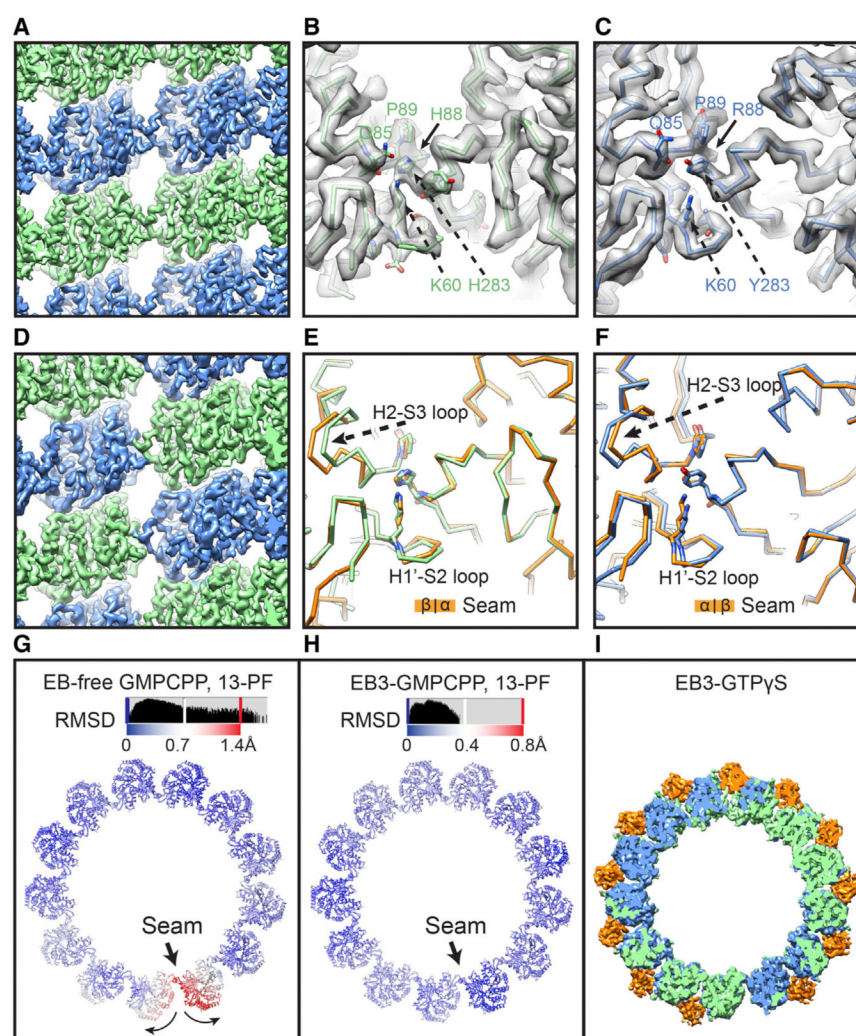 A
B
C
P89
H88
Q85
K60 H283
P89
Q85
R88
K60
Y283
D
E
F
H2-S3 loop
H1'-S2 loop
β|α Seam
H2-S3 loop
H1'-S2 loop
α|β Seam
G
H
I
EB-free GMPCPP, 13-PF
RMSD
0 0.7 1.4Å
Seam
EB3-GMPCPP, 13-PF
RMSD
0 0.4 0.8Å
Seam
EB3-GTPγS